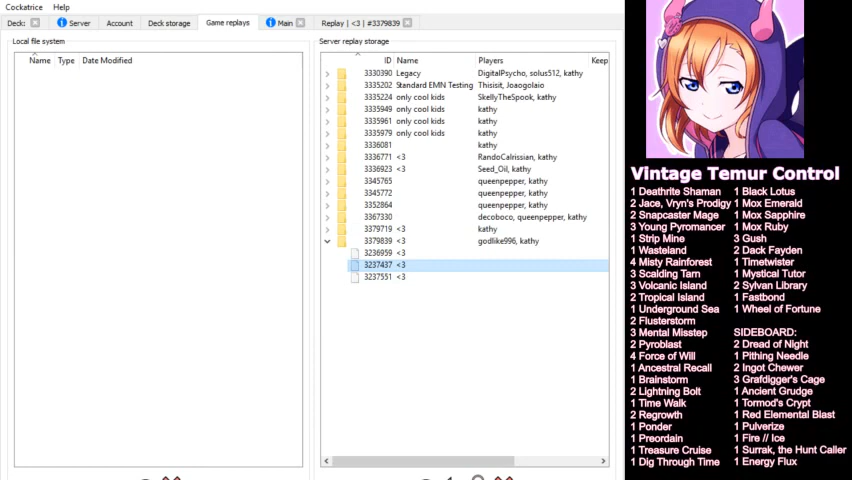 Cockatrice Help
Deck: Server Account Deck storage Game replays Main Replay | <3 | #3379839
Local file system
Name Type Date Modified
Server replay storage
ID Name Players Keep
3330390 Legacy DigitalPsycho, solus512, kathy
3335202 Standard EMN Testing Thisisit, Joaogolaio
3335224 only cool kids SkellyTheSpook, kathy
3335949 only cool kids kathy
3335961 only cool kids kathy
3335979 only cool kids kathy
3336081 kathy
3336771 <3 RandoCalrissian, kathy
3336923 <3 Seed_Oil, kathy
3345765 queenpepper, kathy
3345772 queenpepper, kathy
3352864 queenpepper, kathy
3367330 decoboco, queenpepper, kathy
3379719 <3 kathy
3379839 <3 godlike996, kathy
3236959 <3
3237437 <3
3237551 <3
Vintage Temur Control
1 Deathrite Shaman
2 Jace, Vryn's Prodigy
2 Snapcaster Mage
3 Young Pyromancer
1 Strip Mine
1 Wasteland
4 Misty Rainforest
3 Scalding Tarn
3 Volcanic Island
2 Tropical Island
1 Underground Sea
2 Flusterstorm
3 Mental Misstep
2 Pyroblast
4 Force of Will
1 Ancestral Recall
1 Brainstorm
2 Lightning Bolt
1 Time Walk
2 Regrowth
1 Ponder
1 Preordain
1 Treasure Cruise
1 Dig Through Time
1 Black Lotus
1 Mox Emerald
1 Mox Sapphire
1 Mox Ruby
3 Gush
2 Dack Fayden
1 Timetwister
1 Mystical Tutor
2 Sylvan Library
1 Fastbond
1 Wheel of Fortune
SIDEBOARD:
2 Dread of Night
1 Pithing Needle
2 Ingot Chewer
3 Grafdigger's Cage
1 Ancient Grudge
1 Tormod's Crypt
1 Red Elemental Blast
1 Pulverize
1 Fire // Ice
1 Surrak, the Hunt Caller
1 Energy Flux